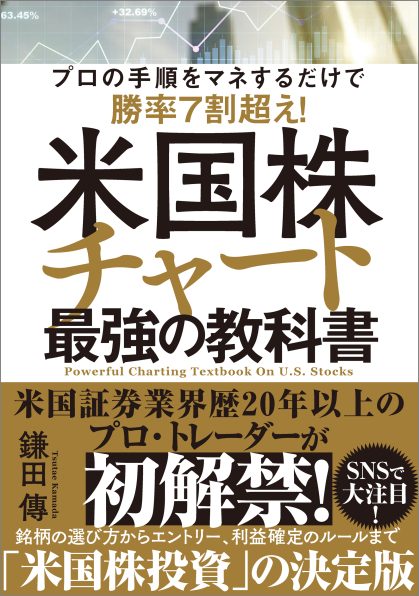 63.45%
+32.69%
プロの手順をマネするだけで
勝率7割超え!
米国株
チャート
最強の教科書
Powerful Charting Textbook On U.S. Stocks
米国証券業界歴20年以上の
プロ・トレーダーが
初解禁!
鎌田 傳
Tsutae Kamada
SNSで
大注目
!
銘柄の選び方からエントリー、利益確定のルールまで
「米国株投資」の決定版